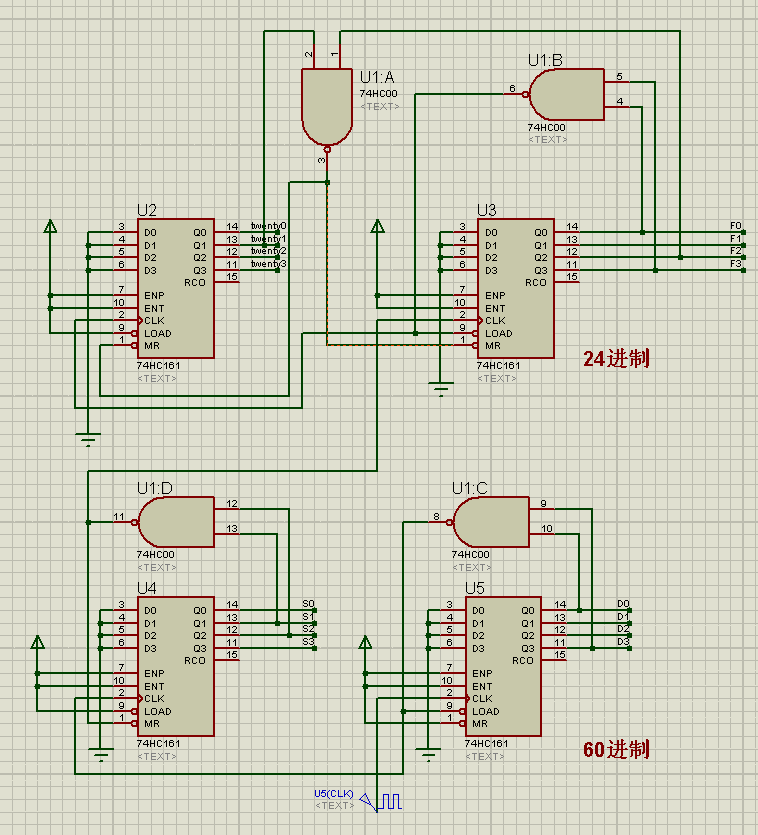 2
1
U1:A
74HC00
<TEXT>
3
U1:B
6
5
4
74HC00
<TEXT>
U2
3 D0 Q0 14 twenty0
4 D1 Q1 13 twenty1
5 D2 Q2 12 twenty2
6 D3 Q3 11 twenty3
RCO 15
7 ENP
10 ENT
2 CLK
9 LOAD
1 MR
74HC161
<TEXT>
U3
3 D0 Q0 14 F0
4 D1 Q1 13 F1
5 D2 Q2 12 F2
6 D3 Q3 11 F3
RCO 15
7 ENP
10 ENT
2 CLK
9 LOAD
1 MR
74HC161
<TEXT>
24进制
U1:D
11
12
13
74HC00
<TEXT>
U1:C
8
9
10
74HC00
<TEXT>
U4
3 D0 Q0 14 S0
4 D1 Q1 13 S1
5 D2 Q2 12 S2
6 D3 Q3 11 S3
RCO 15
7 ENP
10 ENT
2 CLK
9 LOAD
1 MR
74HC161
<TEXT>
U5
3 D0 Q0 14 D0
4 D1 Q1 13 D1
5 D2 Q2 12 D2
6 D3 Q3 11 D3
RCO 15
7 ENP
10 ENT
2 CLK
9 LOAD
1 MR
74HC161
<TEXT>
60进制
U5(CLK)
<TEXT>